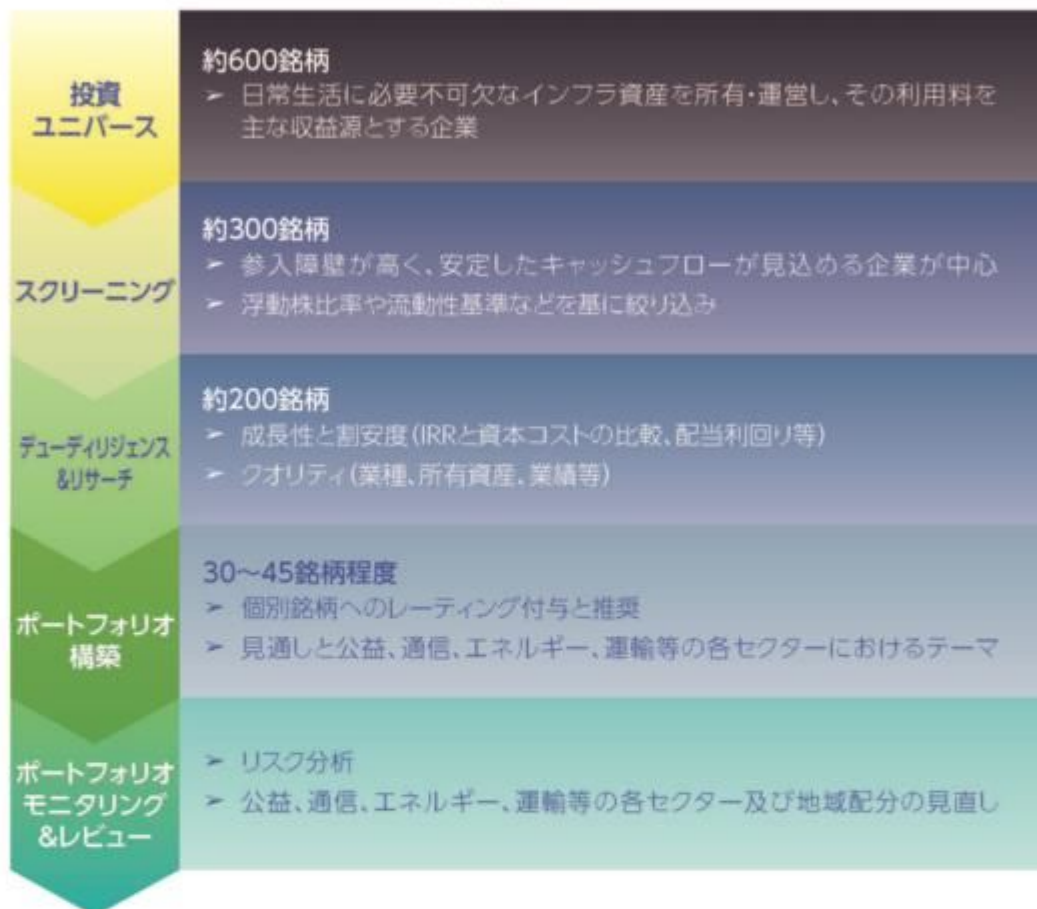 投資
ユニバース
約600銘柄
➢ 日常生活に必要不可欠なインフラ資産を所有・運営し、その利用料を
主な収益源とする企業
スクリーニング
約300銘柄
➢ 参入障壁が高く、安定したキャッシュフローが見込める企業が中心
➢ 浮動株比率や流動性基準などを基に絞り込み
デューディリジェンス
&リサーチ
約200銘柄
➢ 成長性と割安度(IRRと資本コストの比較、配当利回り等)
➢ クオリティ(業種、所有資産、業績等)
ポートフォリオ
構築
30～45銘柄程度
➢ 個別銘柄へのレーティング付与と推奨
➢ 見通しと公益、通信、エネルギー、運輸等の各セクターにおけるテーマ
ポートフォリオ
モニタリング
&レビュー
➢ リスク分析
➢ 公益、通信、エネルギー、運輸等の各セクター及び地域配分の見直し